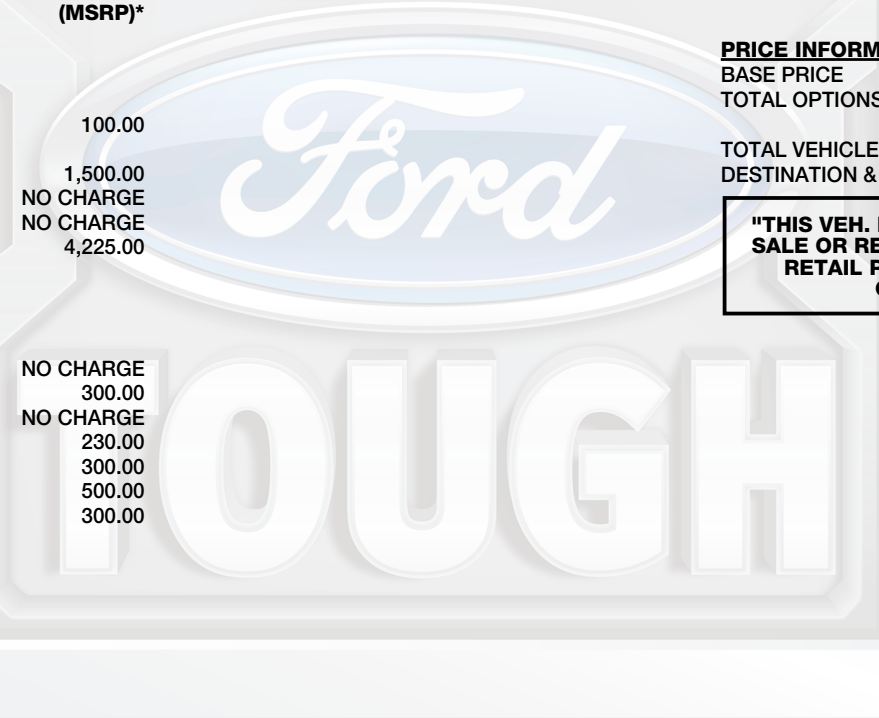 (MSRP)*
100.00
1,500.00
NO CHARGE
NO CHARGE
4,225.00
NO CHARGE
300.00
NO CHARGE
230.00
300.00
500.00
300.00
Ford
TOUGH
PRICE INFORM
BASE PRICE
TOTAL OPTIONS
TOTAL VEHICLE
DESTINATION &
"THIS VEH.
SALE OR RE
RETAIL P